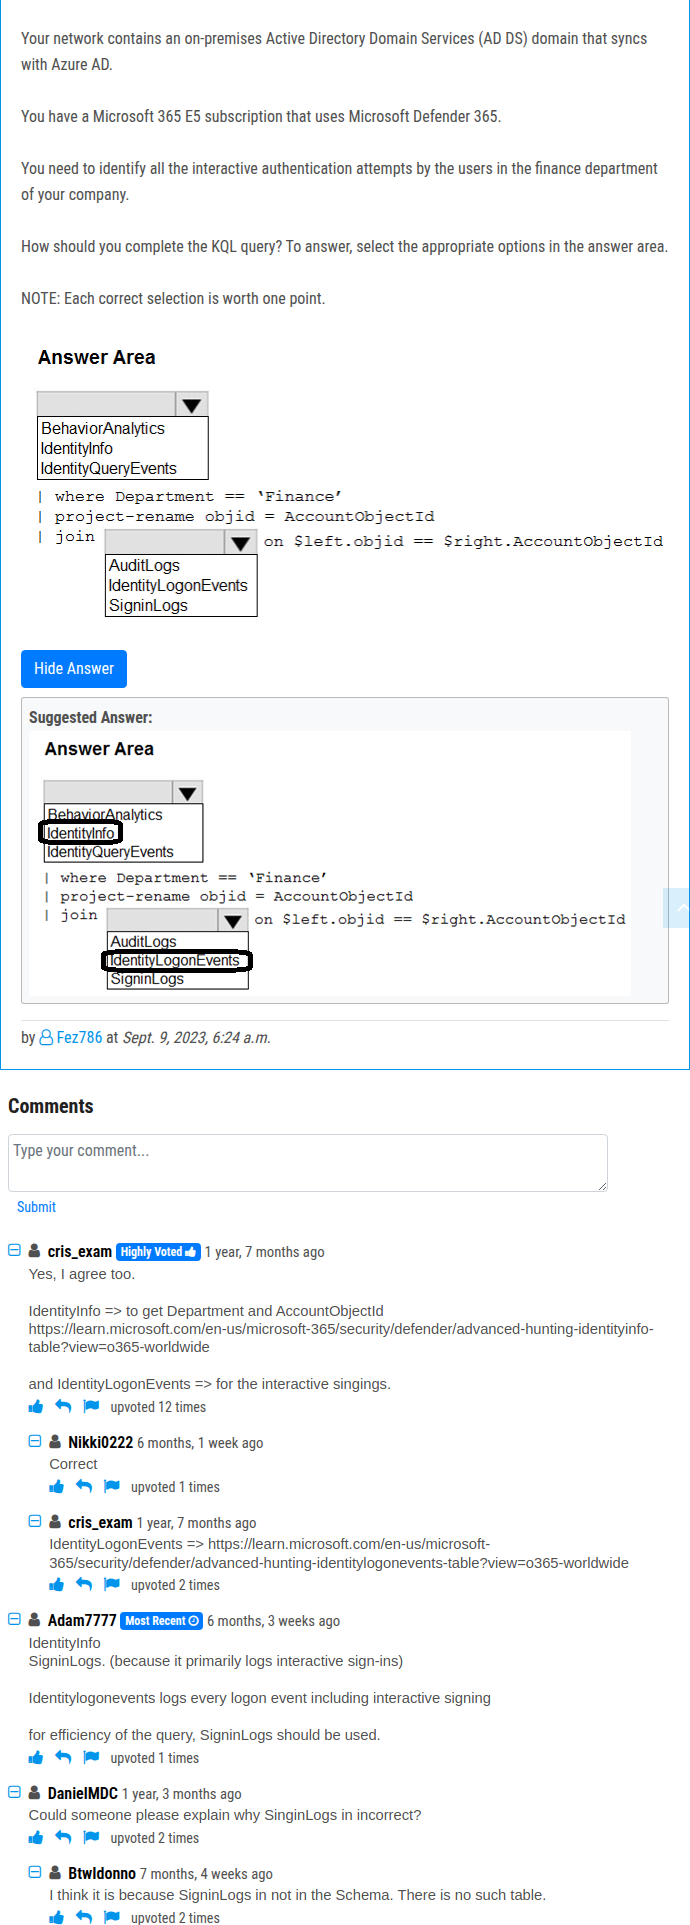 Your network contains an on-premises Active Directory Domain Services (AD DS) domain that syncs
with Azure AD.
You have a Microsoft 365 E5 subscription that uses Microsoft Defender 365.
You need to identify all the interactive authentication attempts by the users in the finance department
of your company.
How should you complete the KQL query? To answer, select the appropriate options in the answer area.
NOTE: Each correct selection is worth one point.
Answer Area
BehaviorAnalytics
IdentityInfo
IdentityQueryEvents
| where Department == ‘Finance’
| project-rename objid = AccountObjectId
| join on $left.objid == $right.AccountObjectId
AuditLogs
IdentityLogonEvents
SigninLogs
Hide Answer
Suggested Answer:
Answer Area
BehaviorAnalytics
IdentityInfo
IdentityQueryEvents
| where Department == ‘Finance’
| project-rename objid = AccountObjectId
| join on $left.objid == $right.AccountObjectId
AuditLogs
IdentityLogonEvents
SigninLogs
by Fez786 at Sept. 9, 2023, 6:24 a.m.
Comments
Type your comment...
Submit
cris_exam Highly Voted 1 year, 7 months ago
Yes, I agree too.
IdentityInfo => to get Department and AccountObjectId
https://learn.microsoft.com/en-us/microsoft-365/security/defender/advanced-hunting-identityinfo-
table?view=o365-worldwide
and IdentityLogonEvents => for the interactive singings.
upvoted 12 times
Nikki0222 6 months, 1 week ago
Correct
upvoted 1 times
cris_exam 1 year, 7 months ago
IdentityLogonEvents => https://learn.microsoft.com/en-us/microsoft-
365/security/defender/advanced-hunting-identitylogonevents-table?view=o365-worldwide
upvoted 2 times
Adam7777 Most Recent 6 months, 3 weeks ago
IdentityInfo
SigninLogs. (because it primarily logs interactive sign-ins)
Identitylogonevents logs every logon event including interactive signing
for efficiency of the query, SigninLogs should be used.
upvoted 1 times
DanielMDC 1 year, 3 months ago
Could someone please explain why SinginLogs in incorrect?
upvoted 2 times
Btwldonno 7 months, 4 weeks ago
I think it is because SigninLogs in not in the Schema. There is no such table.
upvoted 2 times